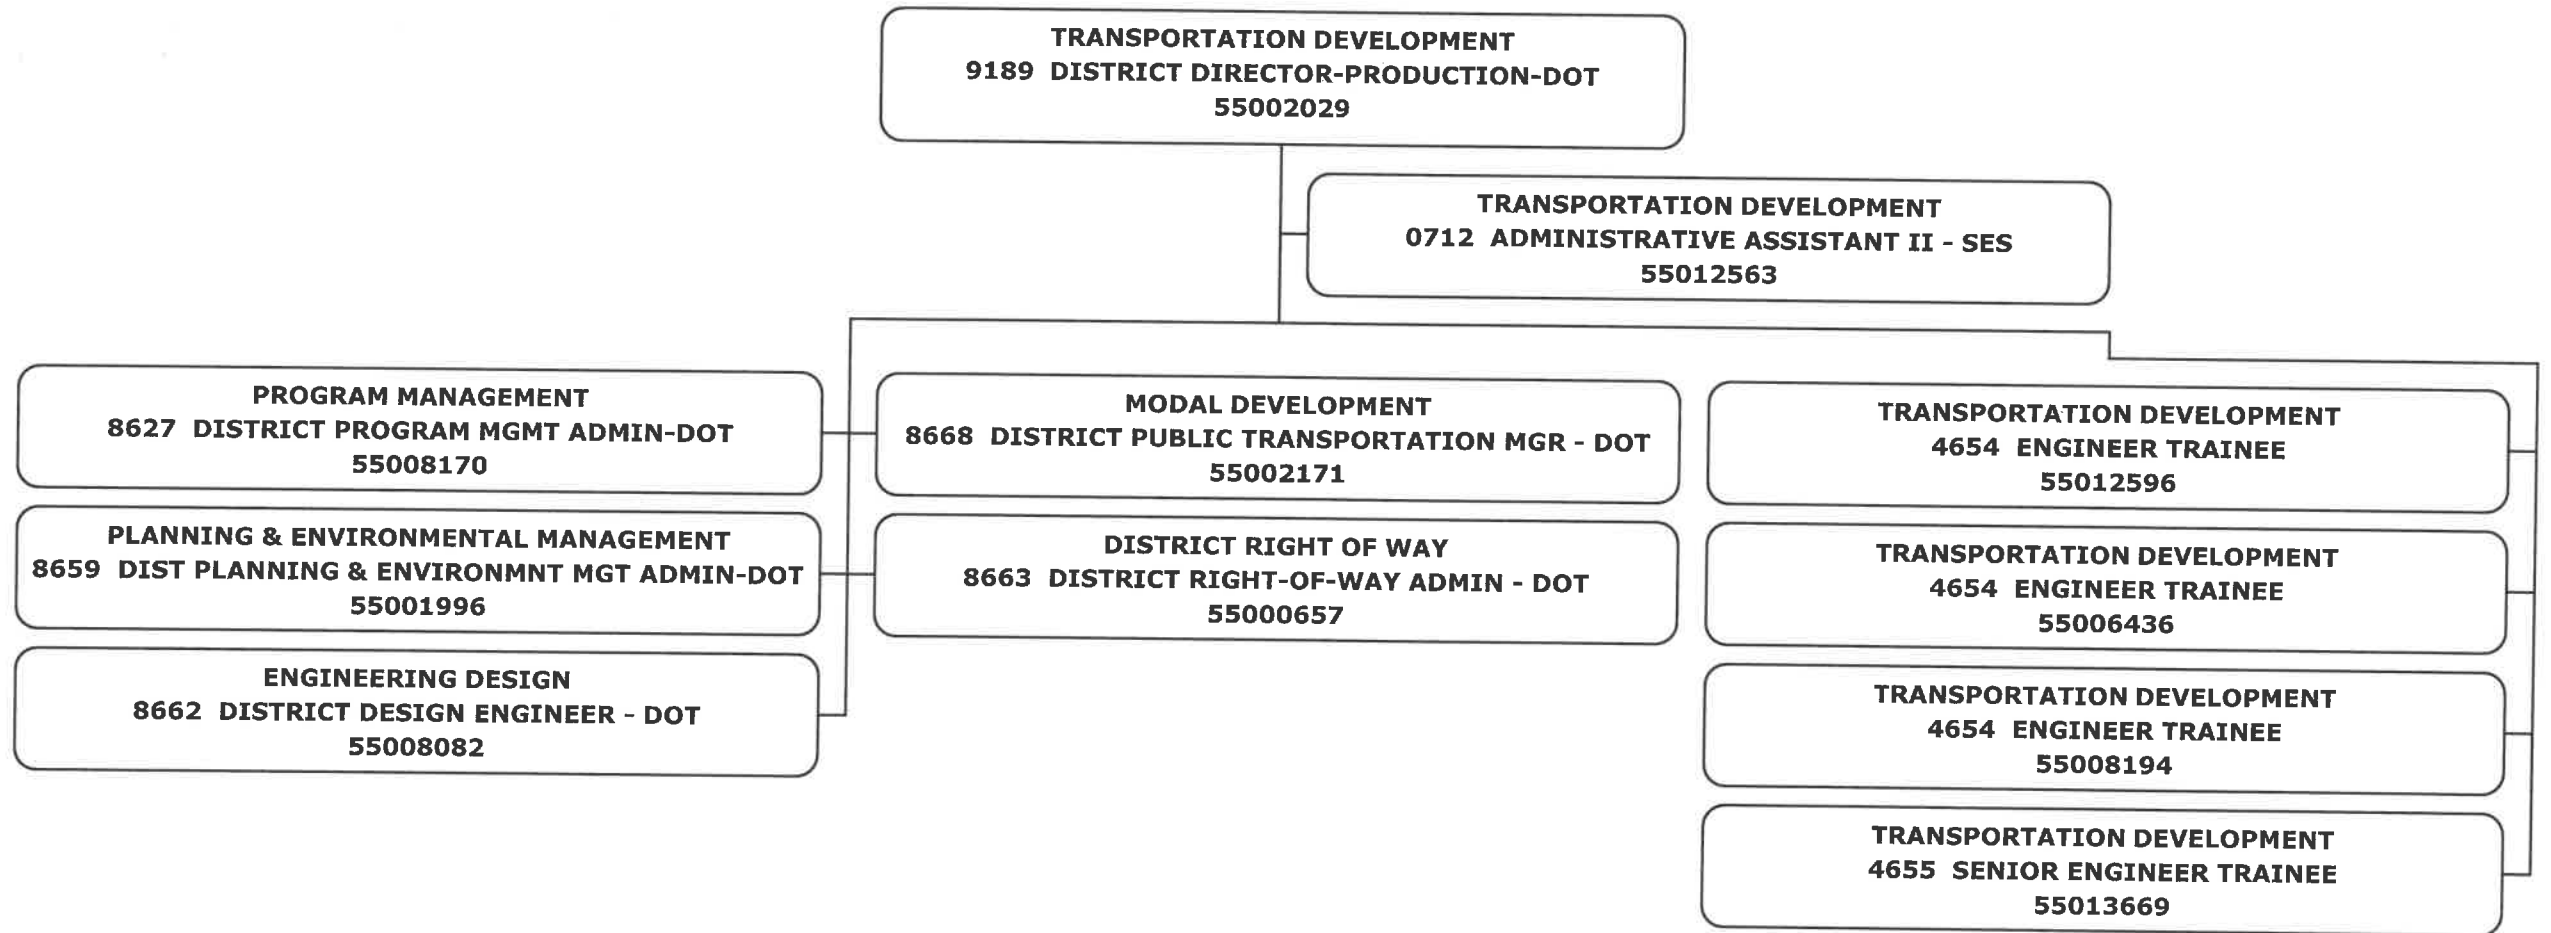 TRANSPORTATION DEVELOPMENT
9189 DISTRICT DIRECTOR-PRODUCTION-DOT
55002029
TRANSPORTATION DEVELOPMENT
0712 ADMINISTRATIVE ASSISTANT II - SES
55012563
PROGRAM MANAGEMENT
8627 DISTRICT PROGRAM MGMT ADMIN-DOT
55008170
MODAL DEVELOPMENT
8668 DISTRICT PUBLIC TRANSPORTATION MGR - DOT
55002171
TRANSPORTATION DEVELOPMENT
4654 ENGINEER TRAINEE
55012596
PLANNING & ENVIRONMENTAL MANAGEMENT
8659 DIST PLANNING & ENVIRONMNT MGT ADMIN-DOT
55001996
DISTRICT RIGHT OF WAY
8663 DISTRICT RIGHT-OF-WAY ADMIN - DOT
55000657
TRANSPORTATION DEVELOPMENT
4654 ENGINEER TRAINEE
55006436
ENGINEERING DESIGN
8662 DISTRICT DESIGN ENGINEER - DOT
55008082
TRANSPORTATION DEVELOPMENT
4654 ENGINEER TRAINEE
55008194
TRANSPORTATION DEVELOPMENT
4655 SENIOR ENGINEER TRAINEE
55013669